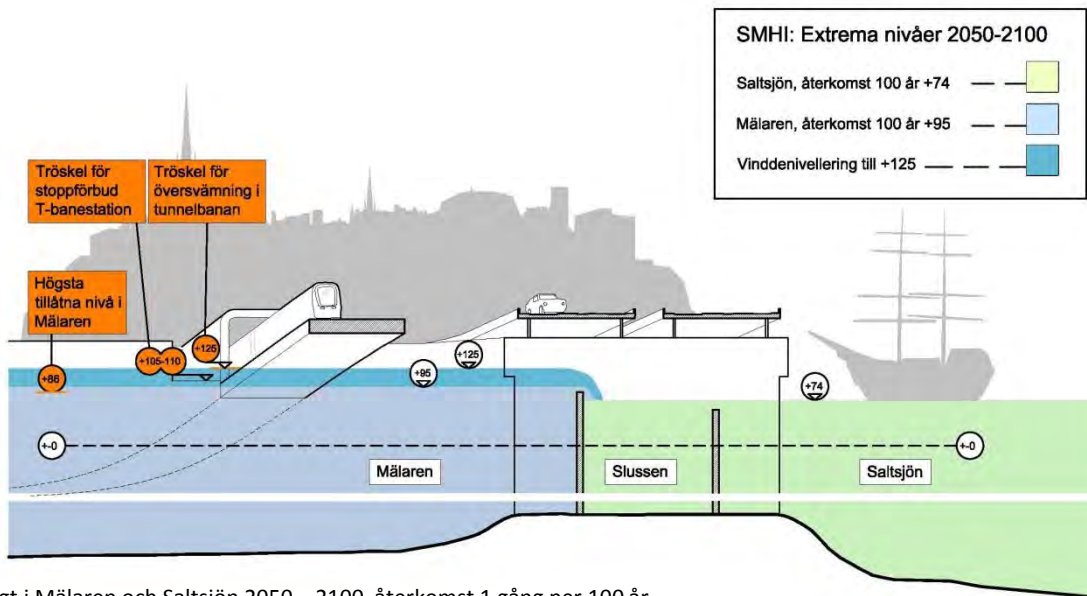 SMHI: Extrema nivåer 2050-2100
Saltsjön, återkomst 100 år +74
Mälaren, återkomst 100 år +95
Vinddenivellering till +125
Tröskel för
stoppförbud
T-banestation
Tröskel för
översvämning i
tunnelbanan
Högsta
tillåtna nivå i
Mälaren
+125
+105-110
+125
+86
+95
+74
+-0
+-0
Mälaren
Slussen
Saltsjön
gt i Mälaren och Saltsjön 2050 – 2100, återkomst 1 gång per 100 år